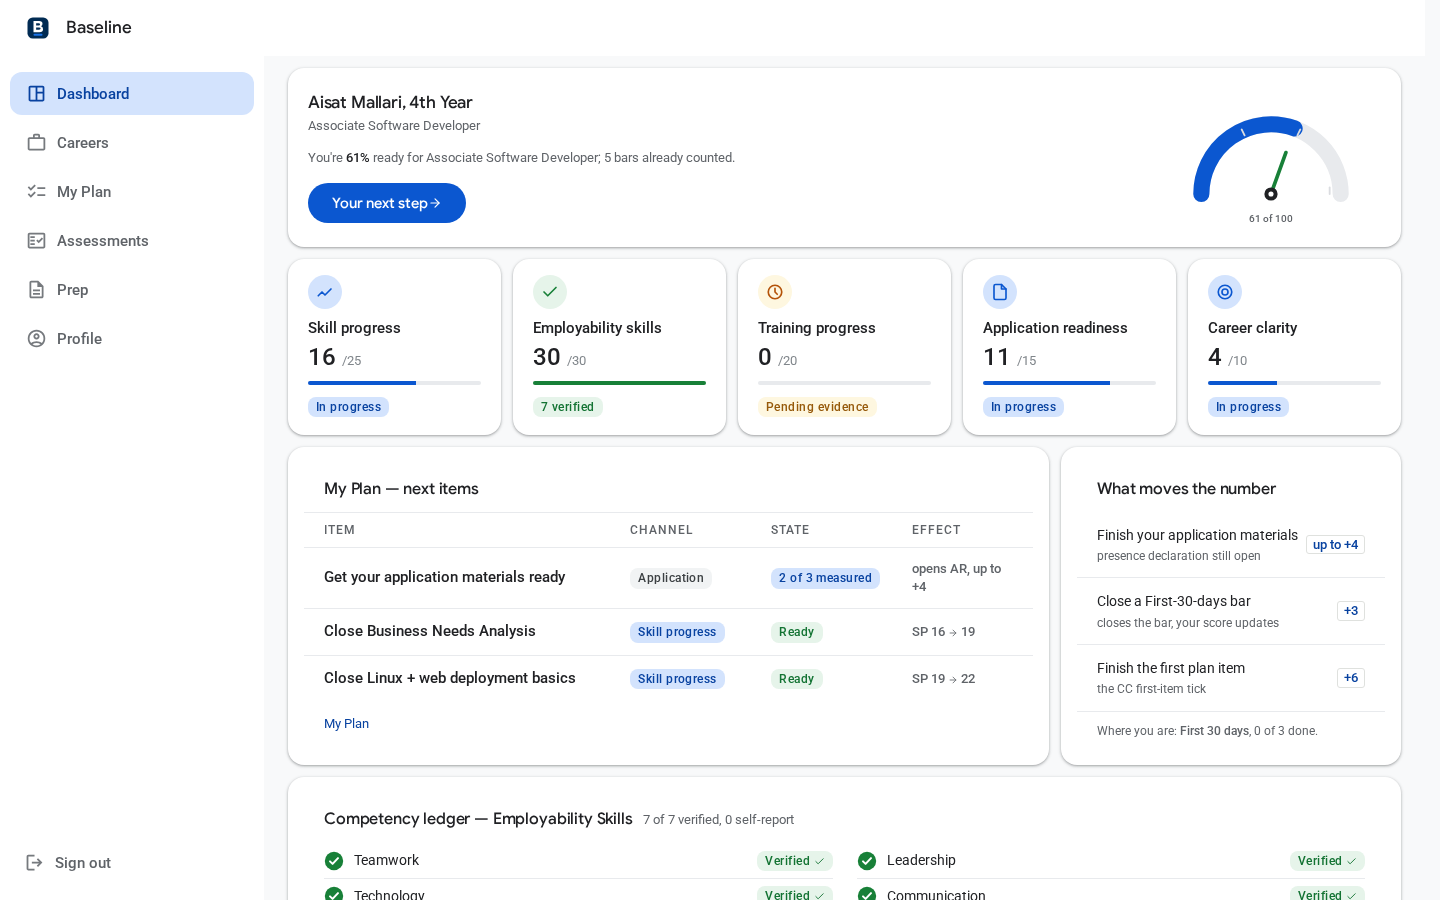 B Baseline
Dashboard
Careers
My Plan
Assessments
Prep
Profile
Sign out
Aisat Mallari, 4th Year
Associate Software Developer
You're 61% ready for Associate Software Developer; 5 bars already counted.
Your next step→
61 of 100
Skill progress
16 /25
In progress
Employability skills
30 /30
7 verified
Training progress
0 /20
Pending evidence
Application readiness
11 /15
In progress
Career clarity
4 /10
In progress
My Plan — next items
ITEM CHANNEL STATE EFFECT
Get your application materials ready Application 2 of 3 measured opens AR, up to
+4
Close Business Needs Analysis Skill progress Ready SP 16 → 19
Close Linux + web deployment basics Skill progress Ready SP 19 → 22
My Plan
What moves the number
Finish your application materials up to +4
presence declaration still open
Close a First-30-days bar +3
closes the bar, your score updates
Finish the first plan item +6
the CC first-item tick
Where you are: First 30 days, 0 of 3 done.
Competency ledger — Employability Skills 7 of 7 verified, 0 self-report
Teamwork Verified ✓ Leadership Verified ✓
Technology Verified ✓ Communication Verified ✓